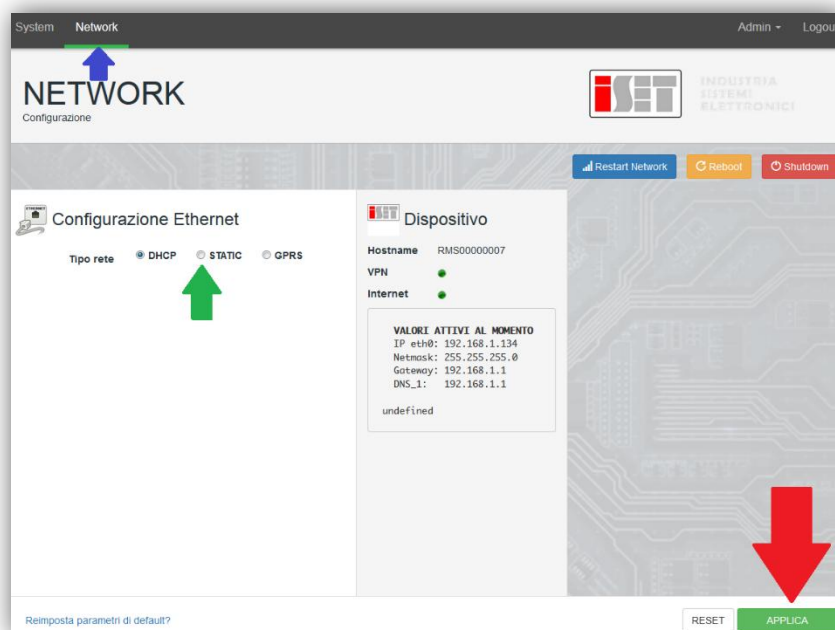 System Network Admin Logou
NETWORK
Configurazione
iSET
INDUSTRIA
SISTEMI
ELETTRONICI
Restart Network Reboot Shutdown
Configurazione Ethernet
Tipo rete DHCP STATIC GPRS
ETHERNET
iSET Dispositivo
Hostname RMS00000007
VPN
Internet
VALORI ATTIVI AL MOMENTO
IP eth0: 192.168.1.134
Netmask: 255.255.255.0
Gateway: 192.168.1.1
DNS_1: 192.168.1.1
undefined
Reimposta parametri di default? RESET APPLICA